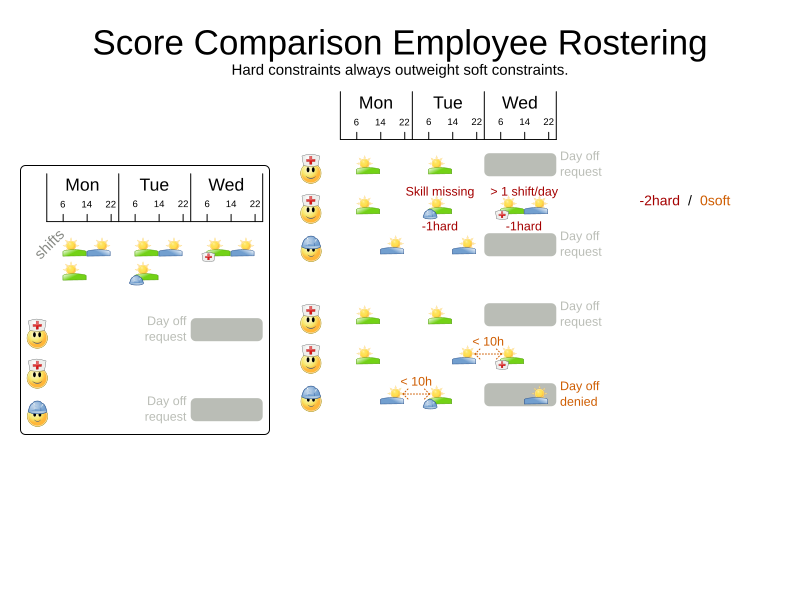 Score Comparison Employee Rostering
Hard constraints always outweight soft constraints.
Mon Tue Wed
6 14 22 6 14 22 6 14 22
shifts
Day off
request
Day off
request
Mon Tue Wed
6 14 22 6 14 22 6 14 22
Day off
request
Skill missing > 1 shift/day
-2hard / 0soft
-1hard -1hard
Day off
request
Day off
request
< 10h
< 10h
Day off
denied